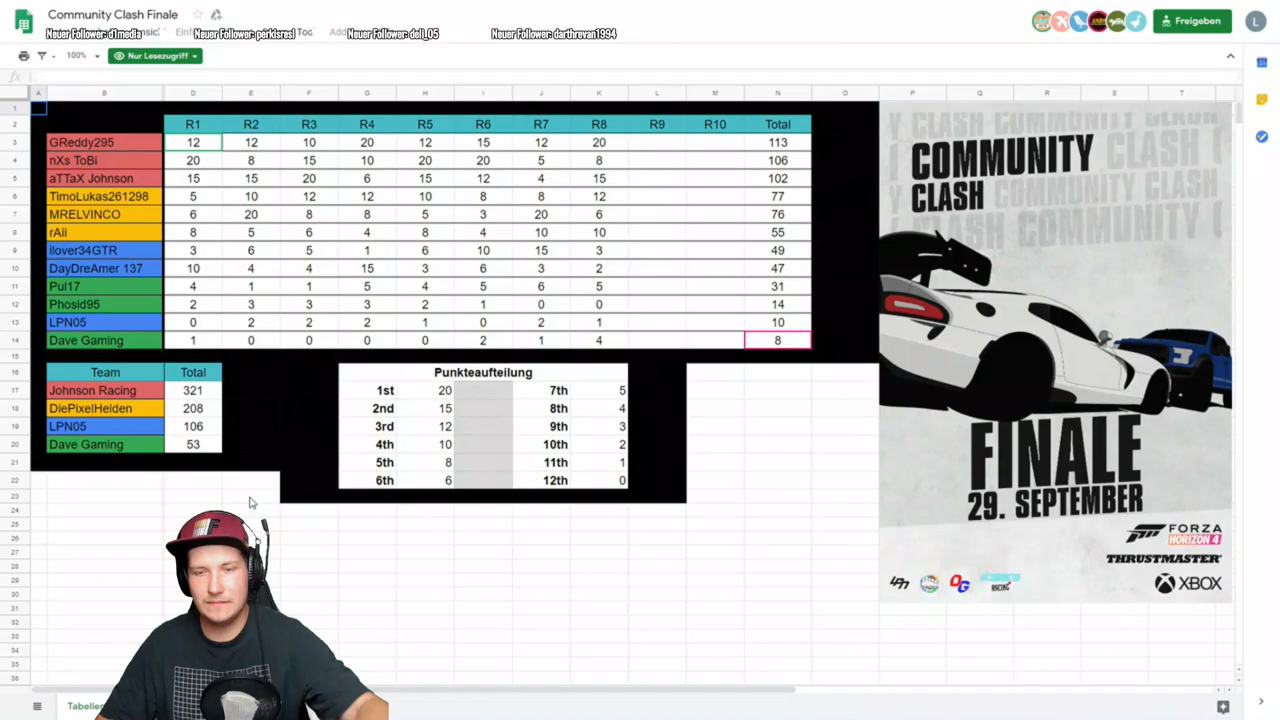 Community Clash Finale
Neuer Follower: d1media
Neuer Follower: dell_05
Neuer Follower: darthrevan1994
Freigeben
L
100%
Nur Lesezugriff
fx
A B D E F G H I J K L M N O P Q R S T
R1 R2 R3 R4 R5 R6 R7 R8 R9 R10 Total
GReddy295 12 12 10 20 12 15 12 20 113
nXs ToBi 20 8 15 10 20 20 5 8 106
aTTaX Johnson 15 15 20 6 15 12 4 15 102
TimoLukas261298 5 10 12 12 10 8 8 12 77
MRELVINCO 6 20 8 8 5 3 20 6 76
rAii 8 5 6 4 8 4 10 10 55
ilover34GTR 3 6 5 1 6 10 15 3 49
DayDreAmer 137 10 4 4 15 3 6 3 2 47
Pul17 4 1 1 5 4 5 6 5 31
Phosid95 2 3 3 3 2 1 0 0 14
LPN05 0 2 2 2 1 0 2 1 10
Dave Gaming 1 0 0 0 0 2 1 4 8
Team Total
Johnson Racing 321
DiePixelHelden 208
LPN05 106
Dave Gaming 53
Punkteaufteilung
1st 20 7th 5
2nd 15 8th 4
3rd 12 9th 3
4th 10 10th 2
5th 8 11th 1
6th 6 12th 0
COMMUNITY
CLASH
FINALE
29. SEPTEMBER
FORZA
HORIZON 4
THRUSTMASTER
XBOX
Tabellen